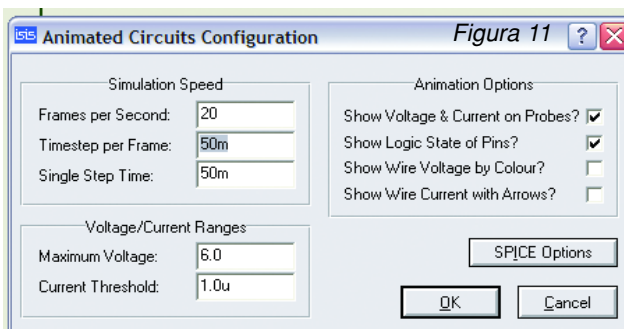 isis Animated Circuits Configuration Figura 11 ?
Simulation Speed
Frames per Second: 20
Timestep per Frame: 50m
Single Step Time: 50m
Voltage/Current Ranges
Maximum Voltage: 6.0
Current Threshold: 1.0u
Animation Options
Show Voltage & Current on Probes?
Show Logic State of Pins?
Show Wire Voltage by Colour?
Show Wire Current with Arrows?
SPICE Options
OK Cancel